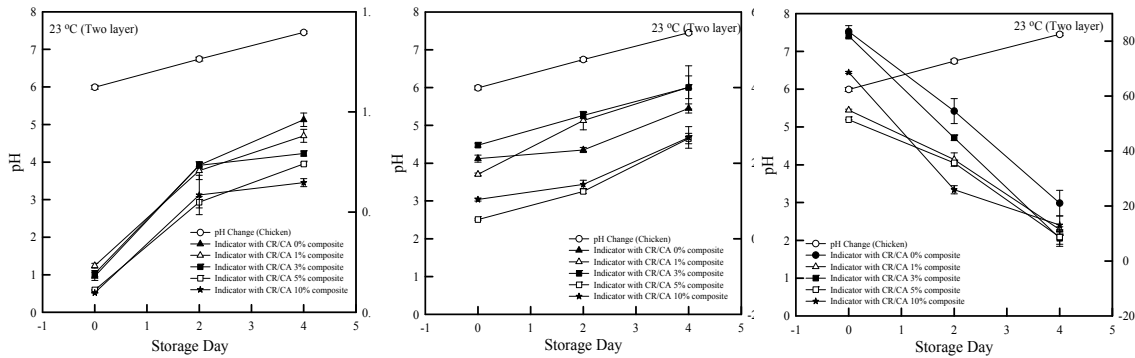 23 °C (Two layer)
pH
8
7
6
5
4
3
2
1
0
1.
1.
0.
0.
-1
0
1
2
3
4
5
Storage Day
pH Change (Chicken)
Indicator with CR/CA 0% composite
Indicator with CR/CA 1% composite
Indicator with CR/CA 3% composite
Indicator with CR/CA 5% composite
Indicator with CR/CA 10% composite
23 °C (Two layer)
pH
8
7
6
5
4
3
2
1
0
6
4
2
0
-2
-1
0
1
2
3
4
5
Storage Day
pH Change (Chicken)
Indicator with CR/CA 0% composite
Indicator with CR/CA 1% composite
Indicator with CR/CA 3% composite
Indicator with CR/CA 5% composite
Indicator with CR/CA 10% composite
23 °C (Two layer)
pH
8
7
6
5
4
3
2
1
0
80
60
40
20
0
-20
-1
0
1
2
3
4
5
Storage Day
pH Change (Chicken)
Indicator with CR/CA 0% composite
Indicator with CR/CA 1% composite
Indicator with CR/CA 3% composite
Indicator with CR/CA 5% composite
Indicator with CR/CA 10% composite